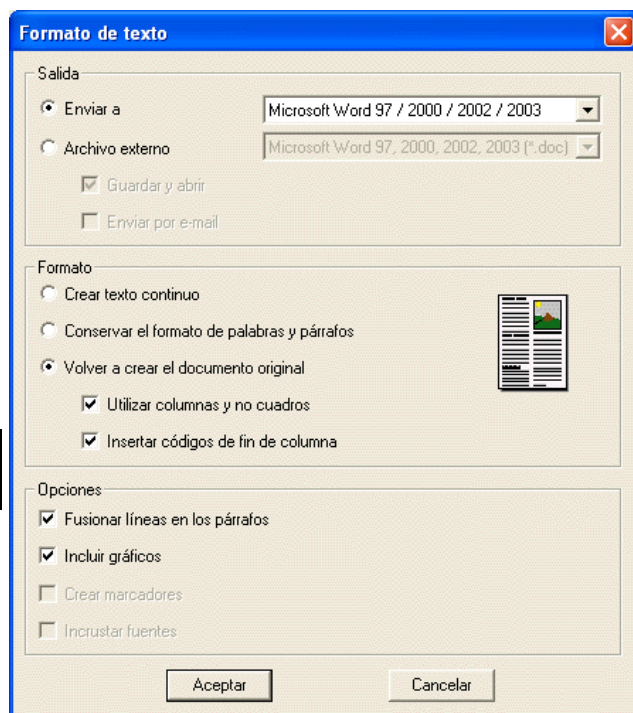 Formato de texto
Salida
Enviar a
Microsoft Word 97 / 2000 / 2002 / 2003
Archivo externo
Microsoft Word 97, 2000, 2002, 2003 (*.doc)
Guardar y abrir
Enviar por e-mail
Formato
Crear texto continuo
Conservar el formato de palabras y párrafos
Volver a crear el documento original
Utilizar columnas y no cuadros
Insertar códigos de fin de columna
Opciones
Fusionar líneas en los párrafos
Incluir gráficos
Crear marcadores
Incrustar fuentes
Aceptar
Cancelar